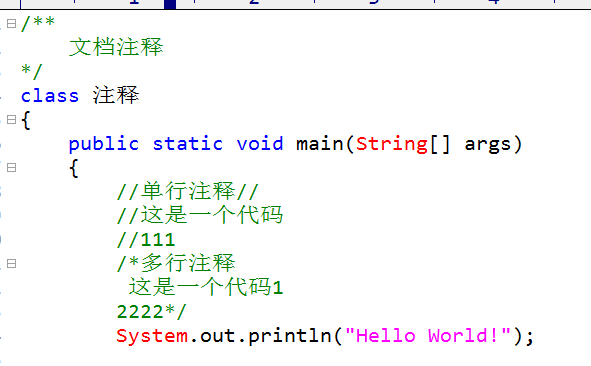 /**
文档注释
*/
class 注释
{
public static void main(String[] args)
{
//单行注释//
//这是一个代码
//111
/*多行注释
这是一个代码1
2222*/
System.out.println("Hello World!");